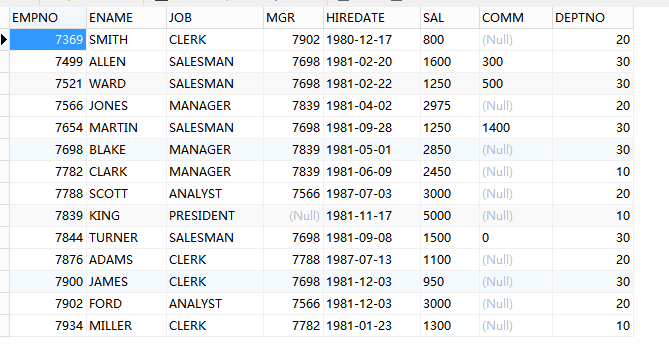 EMPNO ENAME JOB MGR HIREDATE SAL COMM DEPTNO
7369 SMITH CLERK 7902 1980-12-17 800 (Null) 20
7499 ALLEN SALESMAN 7698 1981-02-20 1600 300 30
7521 WARD SALESMAN 7698 1981-02-22 1250 500 30
7566 JONES MANAGER 7839 1981-04-02 2975 (Null) 20
7654 MARTIN SALESMAN 7698 1981-09-28 1250 1400 30
7698 BLAKE MANAGER 7839 1981-05-01 2850 (Null) 30
7782 CLARK MANAGER 7839 1981-06-09 2450 (Null) 10
7788 SCOTT ANALYST 7566 1987-07-03 3000 (Null) 20
7839 KING PRESIDENT (Null) 1981-11-17 5000 (Null) 10
7844 TURNER SALESMAN 7698 1981-09-08 1500 0 30
7876 ADAMS CLERK 7788 1987-07-13 1100 (Null) 20
7900 JAMES CLERK 7698 1981-12-03 950 (Null) 30
7902 FORD ANALYST 7566 1981-12-03 3000 (Null) 20
7934 MILLER CLERK 7782 1981-01-23 1300 (Null) 10